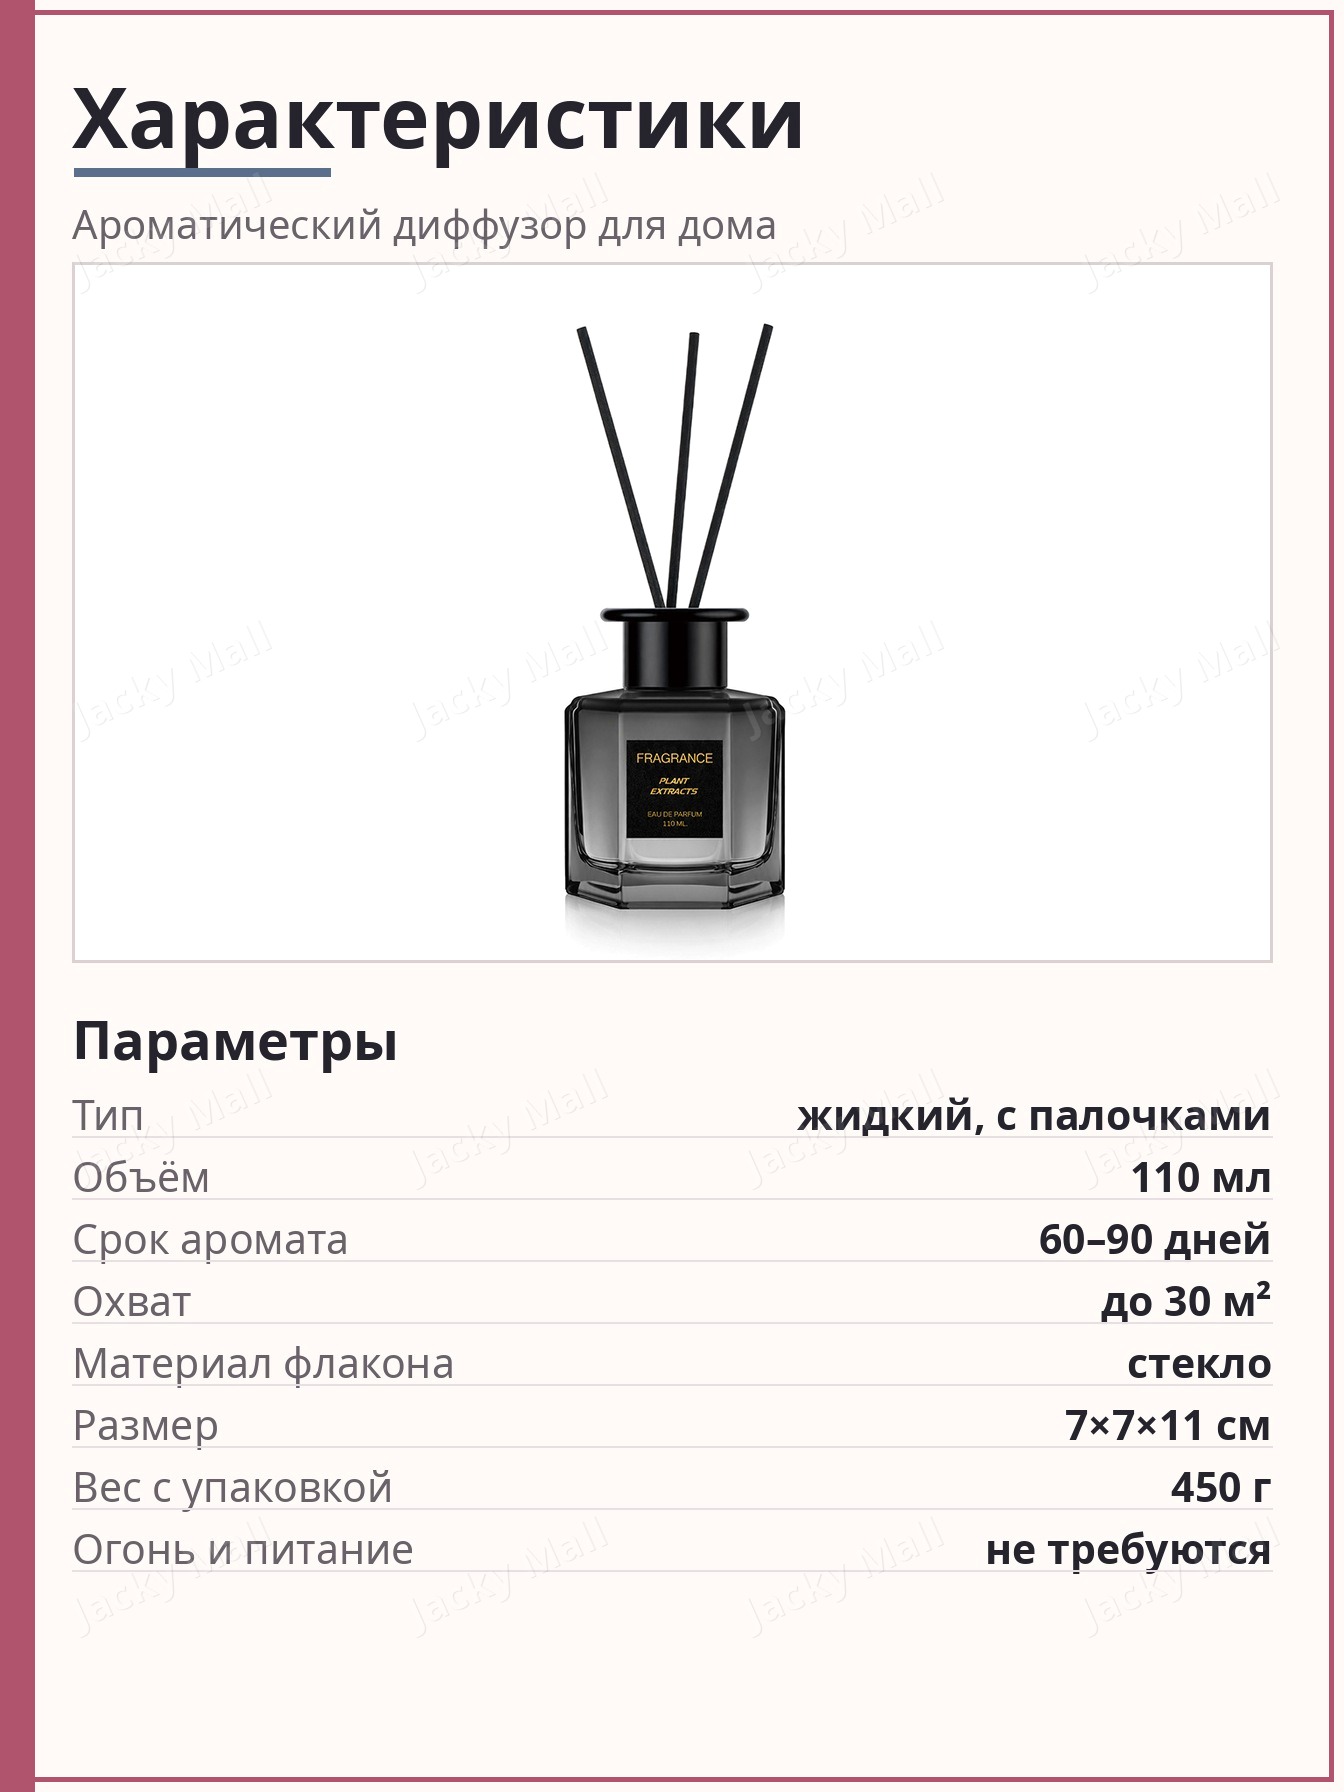 Характеристики
Ароматический диффузор для дома
FRAGRANCE
PLANT
EXTRACTS
EAU DE PARFUM
110 ML.
Параметры
Тип жидкий, с палочками
Объём 110 мл
Срок аромата 60–90 дней
Охват до 30 м²
Материал флакона стекло
Размер 7×7×11 см
Вес с упаковкой 450 г
Огонь и питание не требуются
Jacky Mall